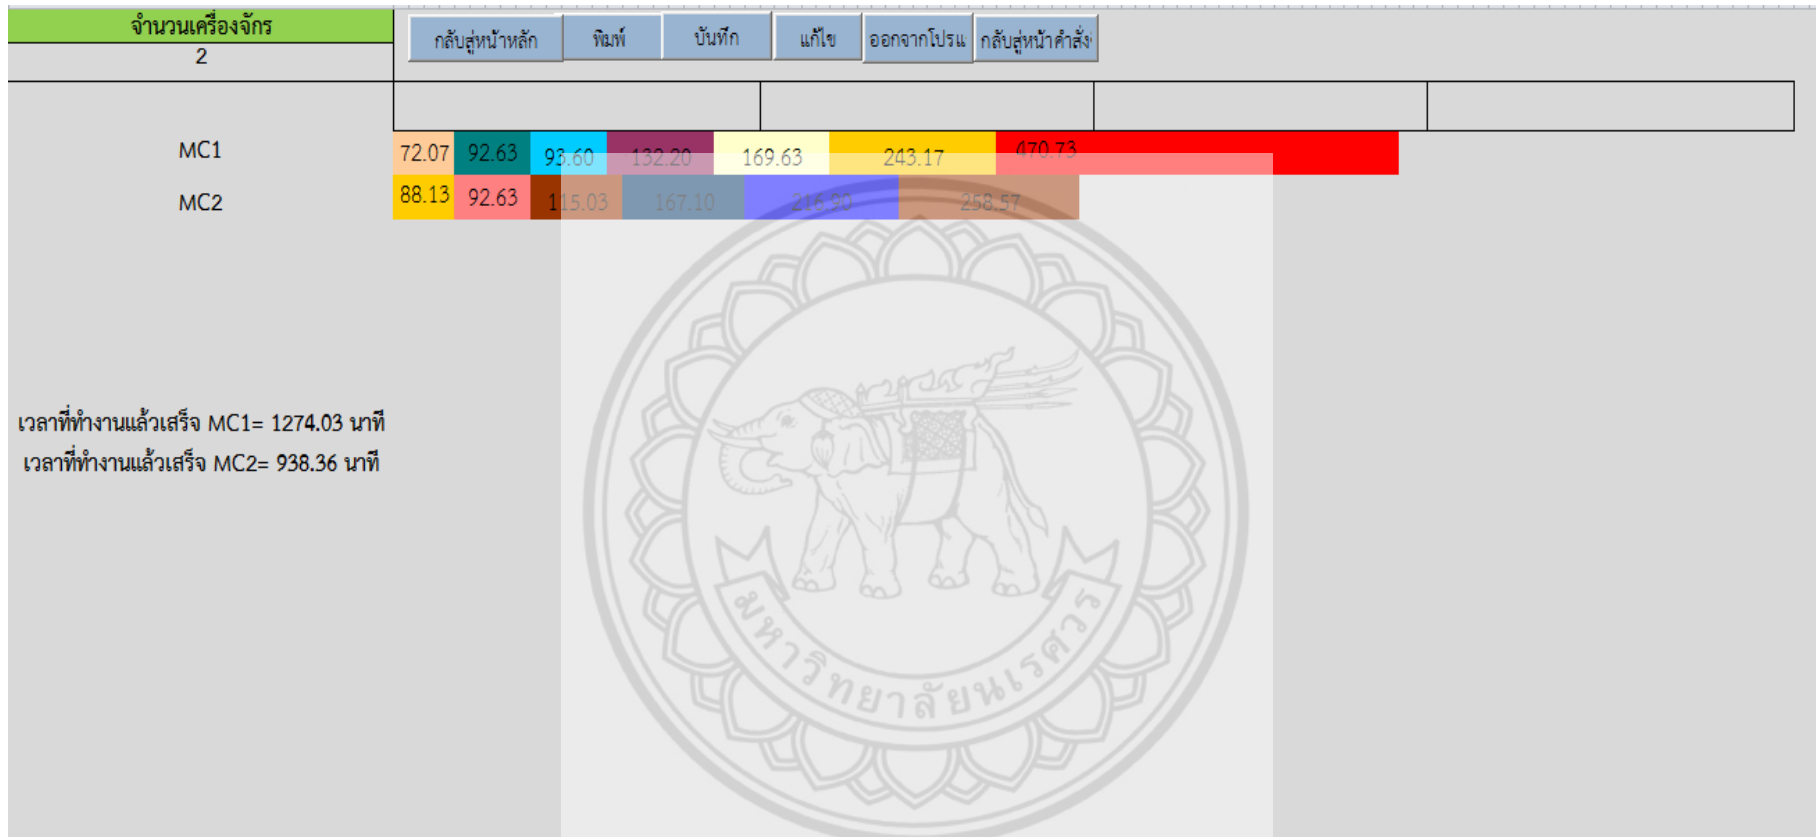 จำนวนเครื่องจักร
2
กลับสู่หน้าหลัก พิมพ์ บันทึก แก้ไข ออกจากโปรแ กลับสู่หน้าคำสั่ง
MC1 72.07 92.63 93.60 132.20 169.63 243.17 470.73
MC2 88.13 92.63 115.03 167.10 216.90 258.57
เวลาที่ทำงานแล้วเสร็จ MC1= 1274.03 นาที
เวลาที่ทำงานแล้วเสร็จ MC2= 938.36 นาที
มหาวิทยาลัยนเรศวร